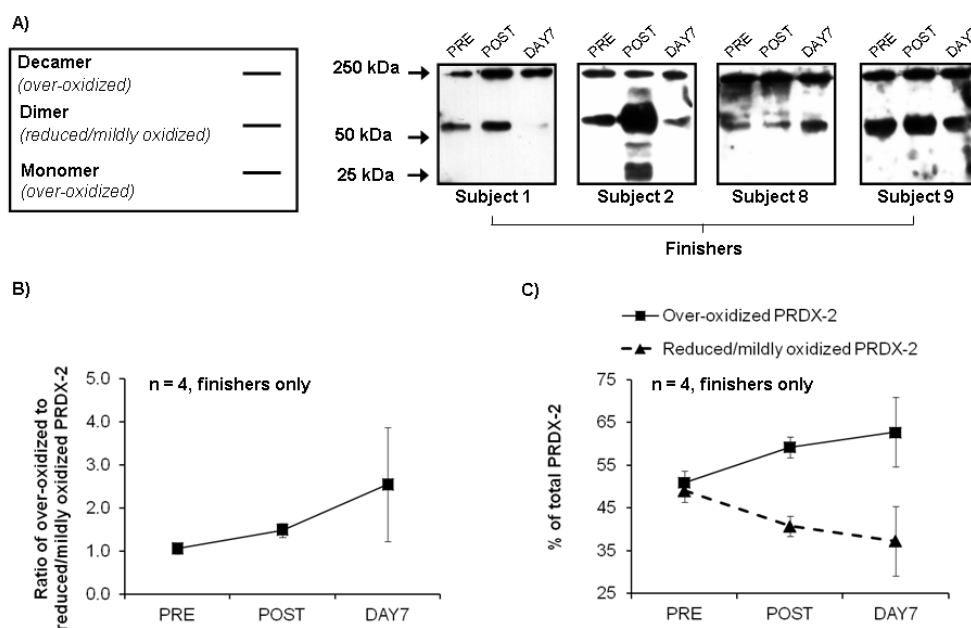 A)
Decamer
(over-oxidized)
Dimer
(reduced/mildly oxidized)
Monomer
(over-oxidized)
PRE POST DAY7 PRE POST DAY7 PRE POST DAY7 PRE POST DAY7
250 kDa
50 kDa
25 kDa
Subject 1 Subject 2 Subject 8 Subject 9
Finishers
B)
Ratio of over-oxidized to
reduced/mildly oxidized PRDX-2
n = 4, finishers only
5.0
4.0
3.0
2.0
1.0
0.0
PRE POST DAY7
C)
Over-oxidized PRDX-2
Reduced/mildly oxidized PRDX-2
% of total PRDX-2
n = 4, finishers only
75
65
55
45
35
25
PRE POST DAY7